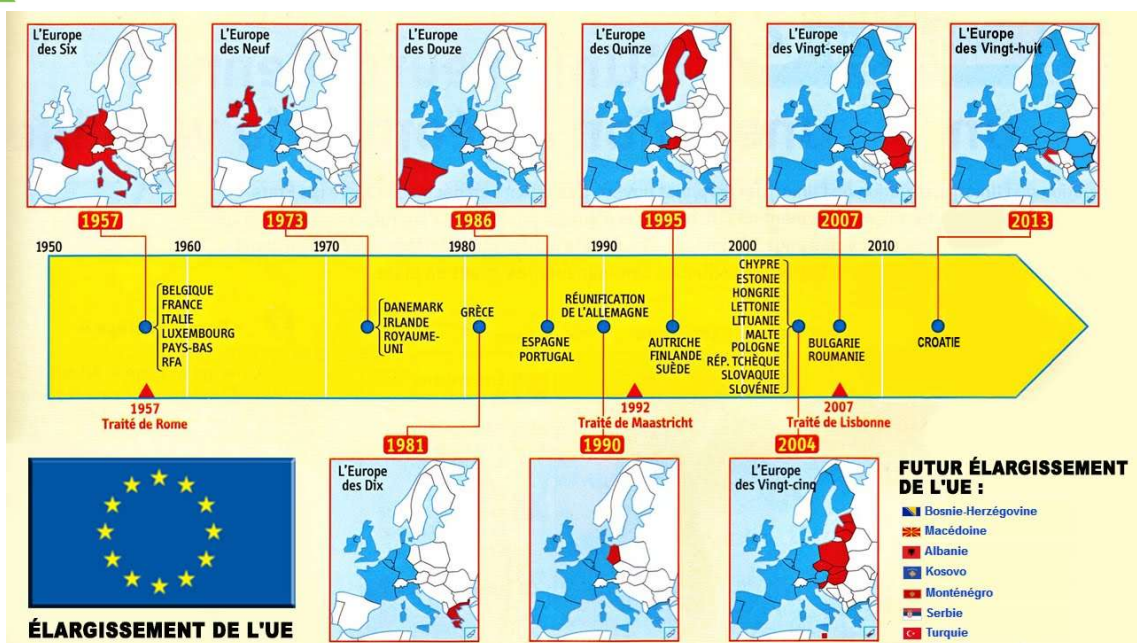 L'Europe
des Six
L'Europe
des Neuf
L'Europe
des Douze
L'Europe
des Quinze
L'Europe
des Vingt-sept
L'Europe
des Vingt-huit
1957
1973
1986
1995
2007
2013
1950
1960
1970
1980
1990
2000
2010
BELGIQUE
FRANCE
ITALIE
LUXEMBOURG
PAYS-BAS
RFA
DANEMARK
IRLANDE
ROYAUME-
UNI
GRÈCE
ESPAGNE
PORTUGAL
RÉUNIFICATION
DE L'ALLEMAGNE
AUTRICHE
FINLANDE
SUÈDE
CHYPRE
ESTONIE
HONGRIE
LETTONIE
LITUANIE
MALTE
POLOGNE
RÉP. TCHÈQUE
SLOVAQUIE
SLOVÉNIE
BULGARIE
ROUMANIE
CROATIE
1957
Traité de Rome
1992
Traité de Maastricht
2007
Traité de Lisbonne
1981
1990
2004
L'Europe
des Dix
L'Europe
des Vingt-cinq
ÉLARGISSEMENT DE L'UE
FUTUR ÉLARGISSEMENT
DE L'UE :
Bosnie-Herzégovine
Macédoine
Albanie
Kosovo
Monténégro
Serbie
Turquie